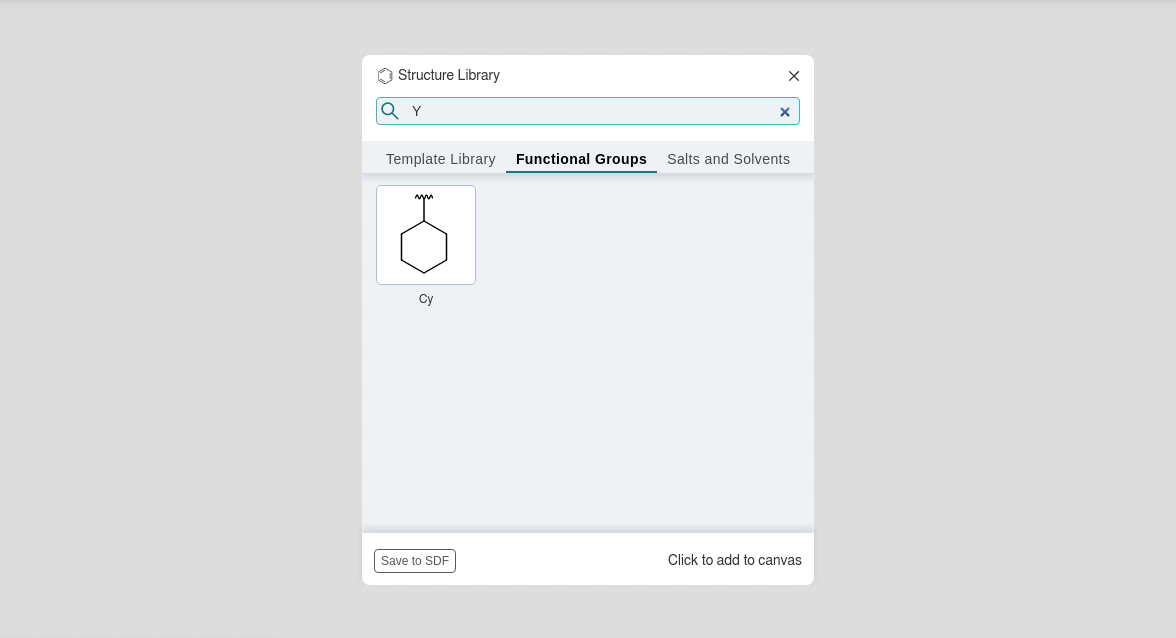 Structure Library
Y
Template Library Functional Groups Salts and Solvents
Cy
Save to SDF Click to add to canvas